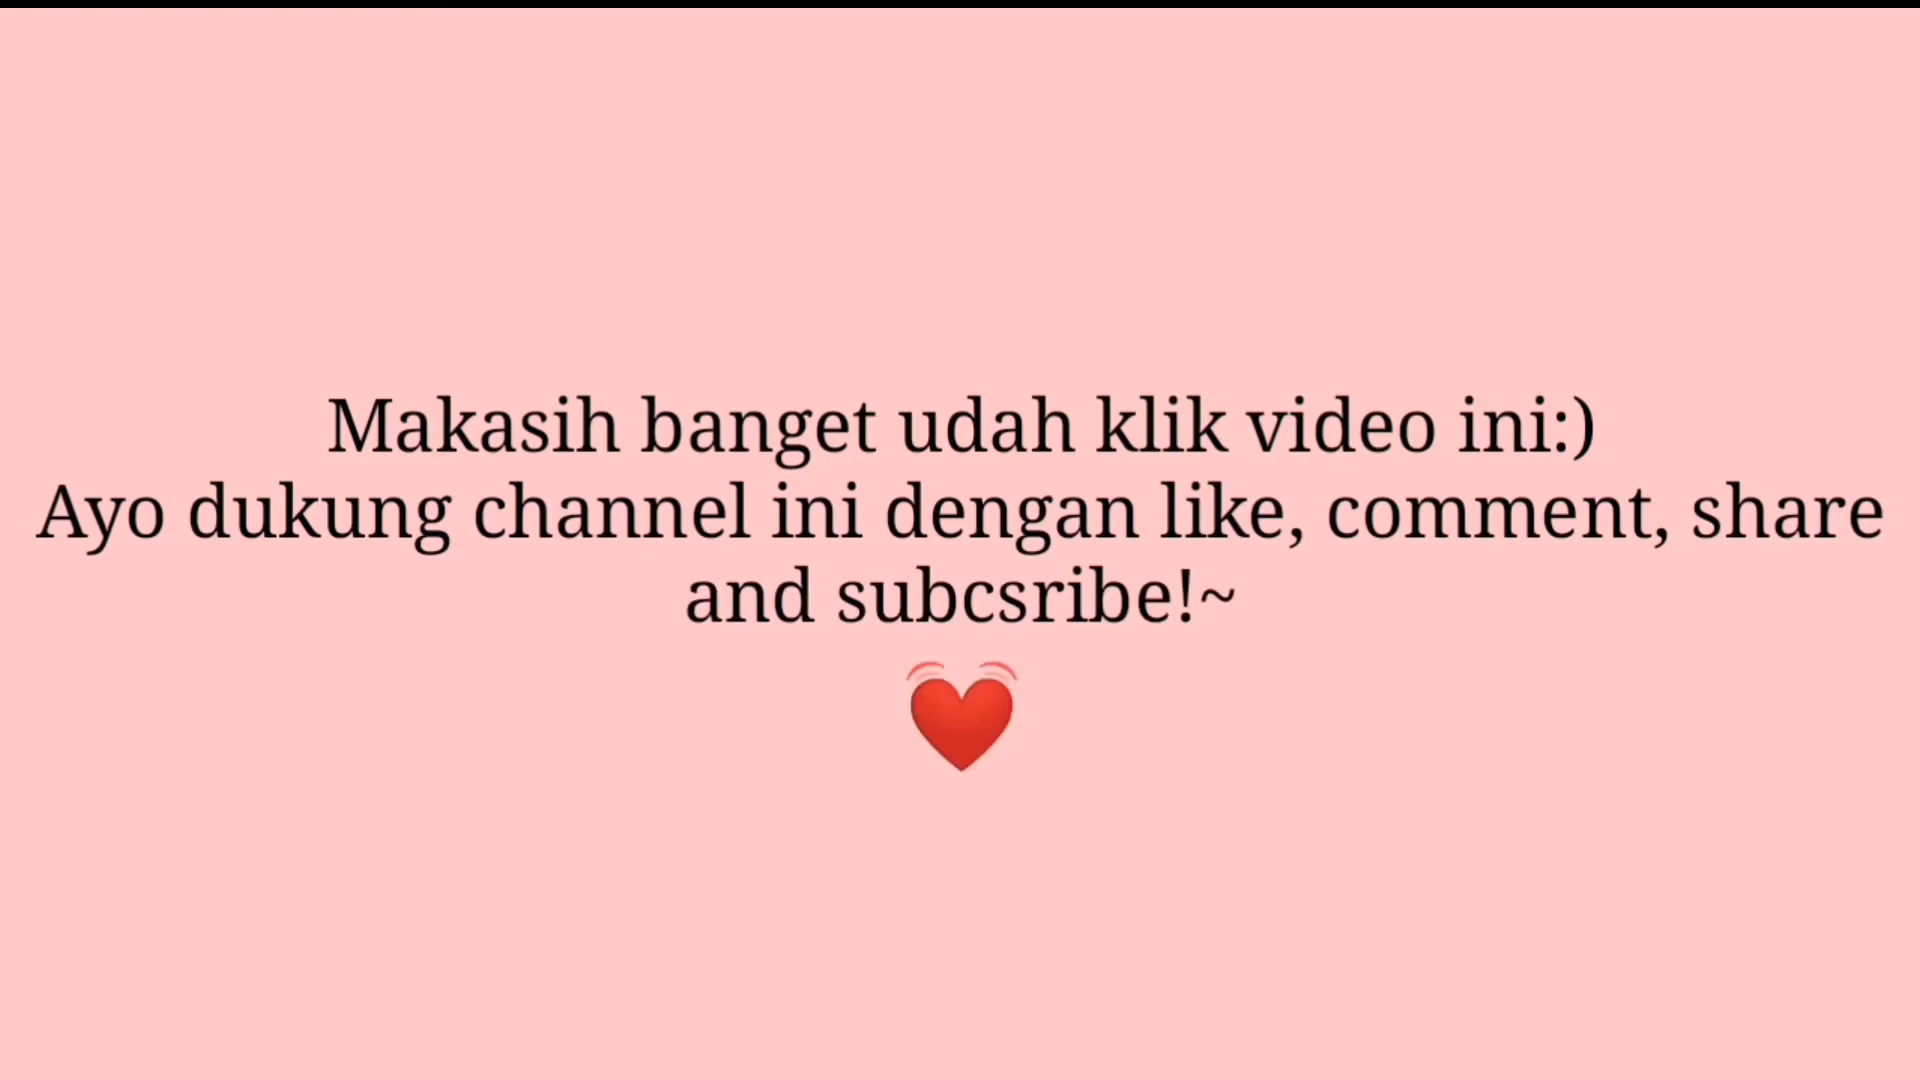 Makasih banget udah klik video ini:)
Ayo dukung channel ini dengan like, comment, share
and subcsribe!~